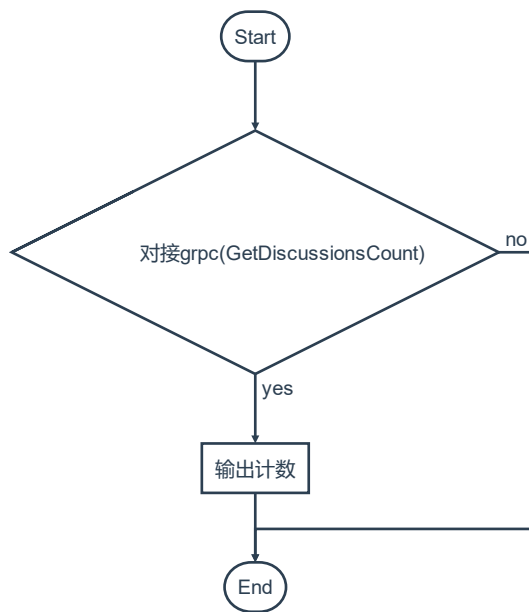 Start
对接grpc(GetDiscussionsCount)
no
yes
输出计数
End